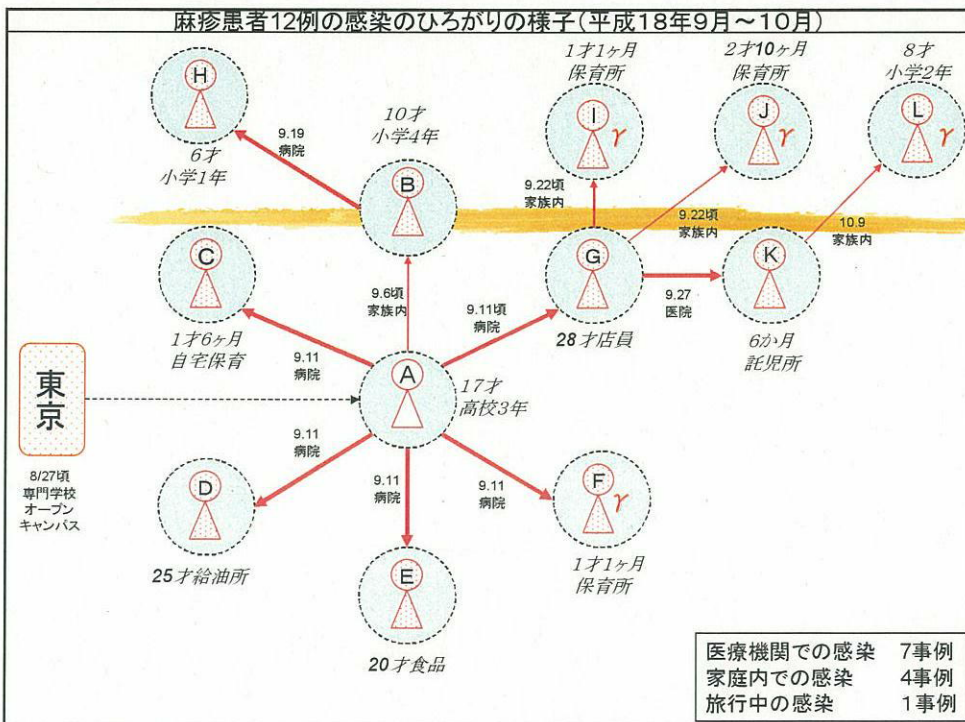 麻疹患者12例の感染のひろがりの様子(平成18年9月～10月)
H
6才
小学1年
9.19
病院
10才
小学4年
B
1才1ヶ月
保育所
I
γ
2才10ヶ月
保育所
J
γ
8才
小学2年
L
γ
9.22頃
家族内
9.22頃
家族内
10.9
家族内
C
1才6ヶ月
自宅保育
9.11
病院
9.6頃
家族内
9.11頃
病院
G
28才店員
9.27
医院
K
6か月
託児所
東京
8/27頃
専門学校
オープン
キャンパス
A
17才
高校3年
9.11
病院
D
25才給油所
9.11
病院
E
20才食品
9.11
病院
F
γ
1才1ヶ月
保育所
医療機関での感染 7事例
家庭内での感染 4事例
旅行中の感染 1事例